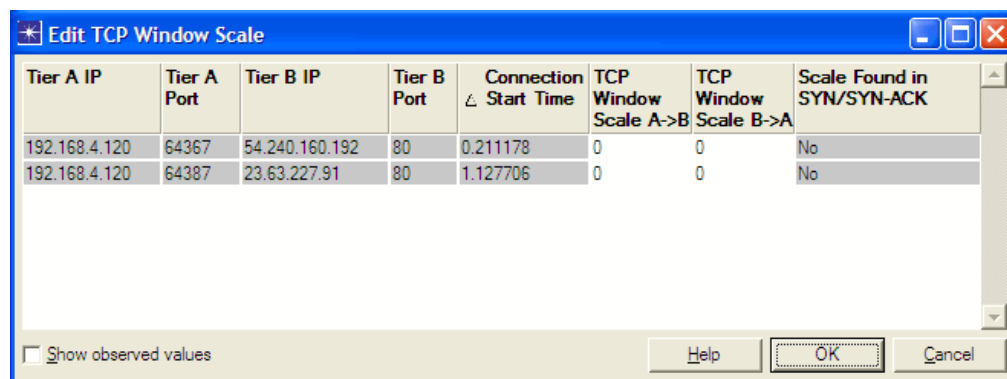 Edit TCP Window Scale
Tier A IP Tier A Port Tier B IP Tier B Port Connection Start Time TCP Window Scale A->B TCP Window Scale B->A Scale Found in SYN/SYN-ACK
192.168.4.120 64367 54.240.160.192 80 0.211178 0 0 No
192.168.4.120 64387 23.63.227.91 80 1.127706 0 0 No
Show observed values Help OK Cancel